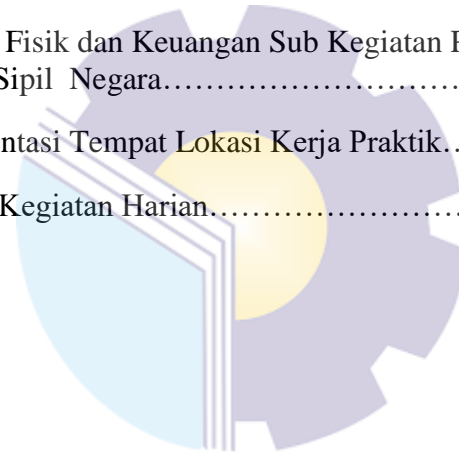 Fisik dan Keuangan Sub Kegiatan
Sipil Negara……………………
ntasi Tempat Lokasi Kerja Praktik…
Kegiatan Harian……………………